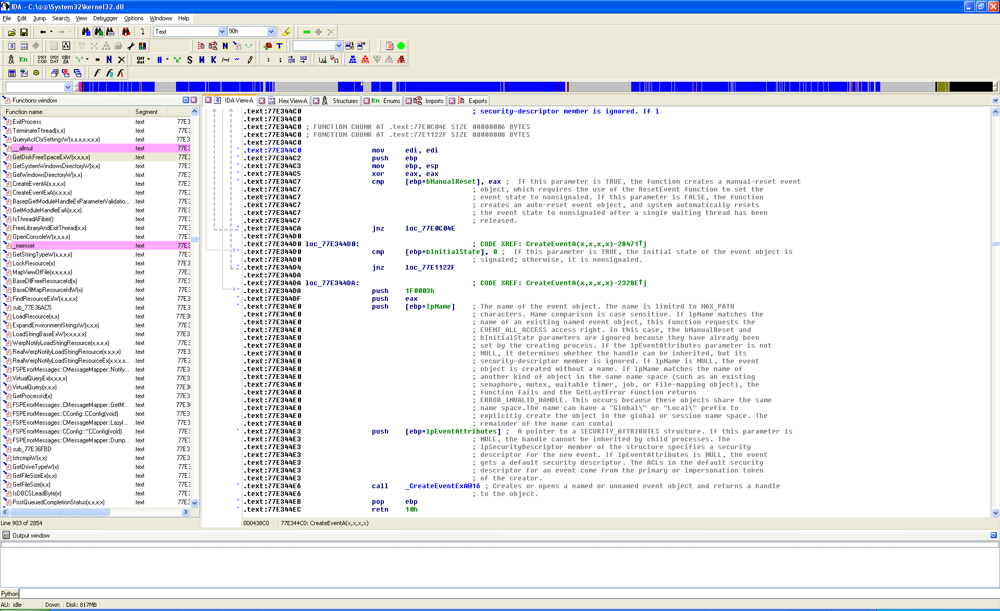 IDA - C:\@@\System32\kernel32.dll
File Edit Jump Search View Debugger Options Windows Help
Text 90h
Functions window
IDA View-A Hex View-A Structures En Enums Imports Exports
Function name Segment
ExitProcess .text 77E3
TerminateThread(x,x) .text 77E3
QueryActCtxSettingsW(x,x,x,x,x,x,x) .text 77E3
__allmul .text 77E3
GetDiskFreeSpaceExW(x,x,x,x) .text 77E3
GetSystemWindowsDirectoryW(x,x) .text 77E3
GetWindowsDirectoryW(x,x) .text 77E3
CreateEventA(x,x,x,x) .text 77E3
CreateEventExA(x,x,x,x) .text 77E3
BasepGetModuleHandleExParameterValidatio... .text 77E3
GetModuleHandleExA(x,x,x) .text 77E3
IsThreadAFiber() .text 77E3
FreeLibraryAndExitThread(x,x) .text 77E3
OpenConsoleW(x,x,x,x) .text 77E3
_memset .text 77E3
GetStringTypeW(x,x,x,x) .text 77E3
LockResource(x) .text 77E3
MapViewOfFile(x,x,x,x,x) .text 77E3
BaseDllFreeResourceId(x) .text 77E3
BaseDllMapResourceIdW(x) .text 77E3
FindResourceExW(x,x,x,x) .text 77E3
sub_77E36AC5 .text 77E3
LoadResource(x,x) .text 77E3
ExpandEnvironmentStringsW(x,x,x) .text 77E3
LoadStringBaseExW(x,x,x,x,x) .text 77E3
WerpNotifyLoadStringResource(x,x,x,x) .text 77E3
RealWerpNotifyLoadStringResource(x,x,x,x) .text 77E3
RealWerpNotifyLoadStringResourceEx(x,x,x,x... .text 77E3
FSPErrorMessages::CMessageMapper::Notify... .text 77E3
VirtualQueryEx(x,x,x,x) .text 77E3
VirtualQuery(x,x,x) .text 77E3
GetProcessId(x) .text 77E3
FSPErrorMessages::CMessageMapper::GetM... .text 77E3
FSPErrorMessages::CConfig::CConfig(void) .text 77E3
FSPErrorMessages::CMessageMapper::LazyI... .text 77E3
FSPErrorMessages::CConfig::~CConfig(void) .text 77E3
FSPErrorMessages::CMessageMapper::Dump... .text 77E3
sub_77E36FBD .text 77E3
lstrcmpiW(x,x) .text 77E3
GetDriveTypeW(x) .text 77E3
GetFileSizeEx(x,x) .text 77E3
GetFileSize(x,x) .text 77E3
IsDBCSLeadByte(x) .text 77E3
PostQueuedCompletionStatus(x,x,x,x) .text 77E3
Line 903 of 2854
.text:77E344C0 ; security-descriptor member is ignored. If l
.text:77E344C0
.text:77E344C0 ; FUNCTION CHUNK AT .text:77E0C04E SIZE 00000006 BYTES
.text:77E344C0 ; FUNCTION CHUNK AT .text:77E1122F SIZE 00000008 BYTES
.text:77E344C0
.text:77E344C0 mov edi, edi
.text:77E344C2 push ebp
.text:77E344C3 mov ebp, esp
.text:77E344C5 xor eax, eax
.text:77E344C7 cmp [ebp+bManualReset], eax ; If this parameter is TRUE, the function creates a manual-reset event
.text:77E344C7 ; object, which requires the use of the ResetEvent function to set the
.text:77E344C7 ; event state to nonsignaled. If this parameter is FALSE, the function
.text:77E344C7 ; creates an auto-reset event object, and system automatically resets
.text:77E344C7 ; the event state to nonsignaled after a single waiting thread has been
.text:77E344C7 ; released.
.text:77E344CA jnz loc_77E0C04E
.text:77E344D0
.text:77E344D0 loc_77E344D0: ; CODE XREF: CreateEventA(x,x,x,x)-28471↑j
.text:77E344D0 cmp [ebp+bInitialState], 0 ; If this parameter is TRUE, the initial state of the event object is
.text:77E344D0 ; signaled; otherwise, it is nonsignaled.
.text:77E344D4 jnz loc_77E1122F
.text:77E344DA
.text:77E344DA loc_77E344DA: ; CODE XREF: CreateEventA(x,x,x,x)-2328E↑j
.text:77E344DA push 1F0003h
.text:77E344DF push eax
.text:77E344E0 push [ebp+lpName] ; The name of the event object. The name is limited to MAX_PATH
.text:77E344E0 ; characters. Name comparison is case sensitive. If lpName matches the
.text:77E344E0 ; name of an existing named event object, this function requests the
.text:77E344E0 ; EVENT_ALL_ACCESS access right. In this case, the bManualReset and
.text:77E344E0 ; bInitialState parameters are ignored because they have already been
.text:77E344E0 ; set by the creating process. If the lpEventAttributes parameter is not
.text:77E344E0 ; NULL, it determines whether the handle can be inherited, but its
.text:77E344E0 ; security-descriptor member is ignored. If lpName is NULL, the event
.text:77E344E0 ; object is created without a name. If lpName matches the name of
.text:77E344E0 ; another kind of object in the same name space (such as an existing
.text:77E344E0 ; semaphore, mutex, waitable timer, job, or file-mapping object), the
.text:77E344E0 ; function fails and the GetLastError function returns
.text:77E344E0 ; ERROR_INVALID_HANDLE. This occurs because these objects share the same
.text:77E344E0 ; name space.The name can have a "Global\" or "Local\" prefix to
.text:77E344E0 ; explicitly create the object in the global or session name space. The
.text:77E344E0 ; remainder of the name can contai
.text:77E344E3 push [ebp+lpEventAttributes] ; A pointer to a SECURITY_ATTRIBUTES structure. If this parameter is
.text:77E344E3 ; NULL, the handle cannot be inherited by child processes. The
.text:77E344E3 ; lpSecurityDescriptor member of the structure specifies a security
.text:77E344E3 ; descriptor for the new event. If lpEventAttributes is NULL, the event
.text:77E344E3 ; gets a default security descriptor. The ACLs in the default security
.text:77E344E3 ; descriptor for an event come from the primary or impersonation token
.text:77E344E3 ; of the creator.
.text:77E344E6 call _CreateEventExA@16 ; Creates or opens a named or unnamed event object and returns a handle
.text:77E344E6 ; to the object.
.text:77E344EB pop ebp
.text:77E344EC retn 10h
000438C0 77E344C0: CreateEventA(x,x,x,x)
Output window
Python
AU: idle Down Disk: 817MB